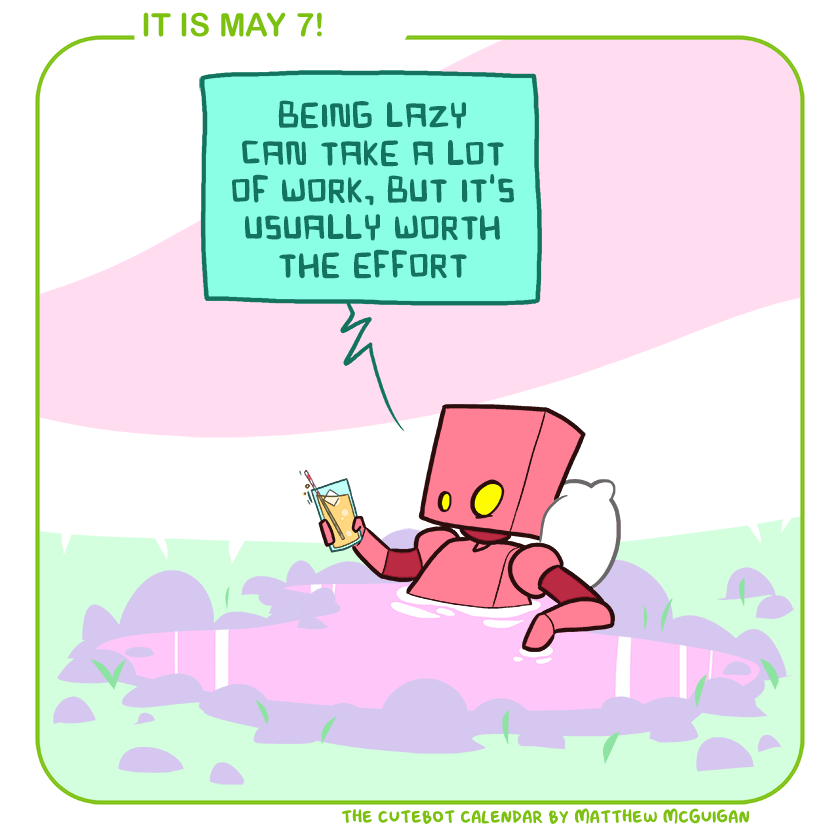 IT IS MAY 7!
BEING LAZY
CAN TAKE A LOT
OF WORK, BUT IT'S
USUALLY WORTH
THE EFFORT
THE CUTEBOT CALENDAR BY MATTHEW MCGUIGAN